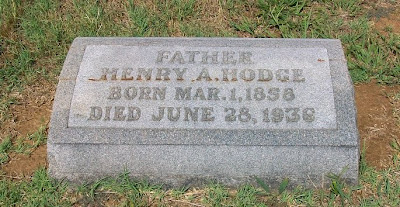 FATHER
HENRY A. HODGE
BORN MAR. 1, 1858
DIED JUNE 28, 1936